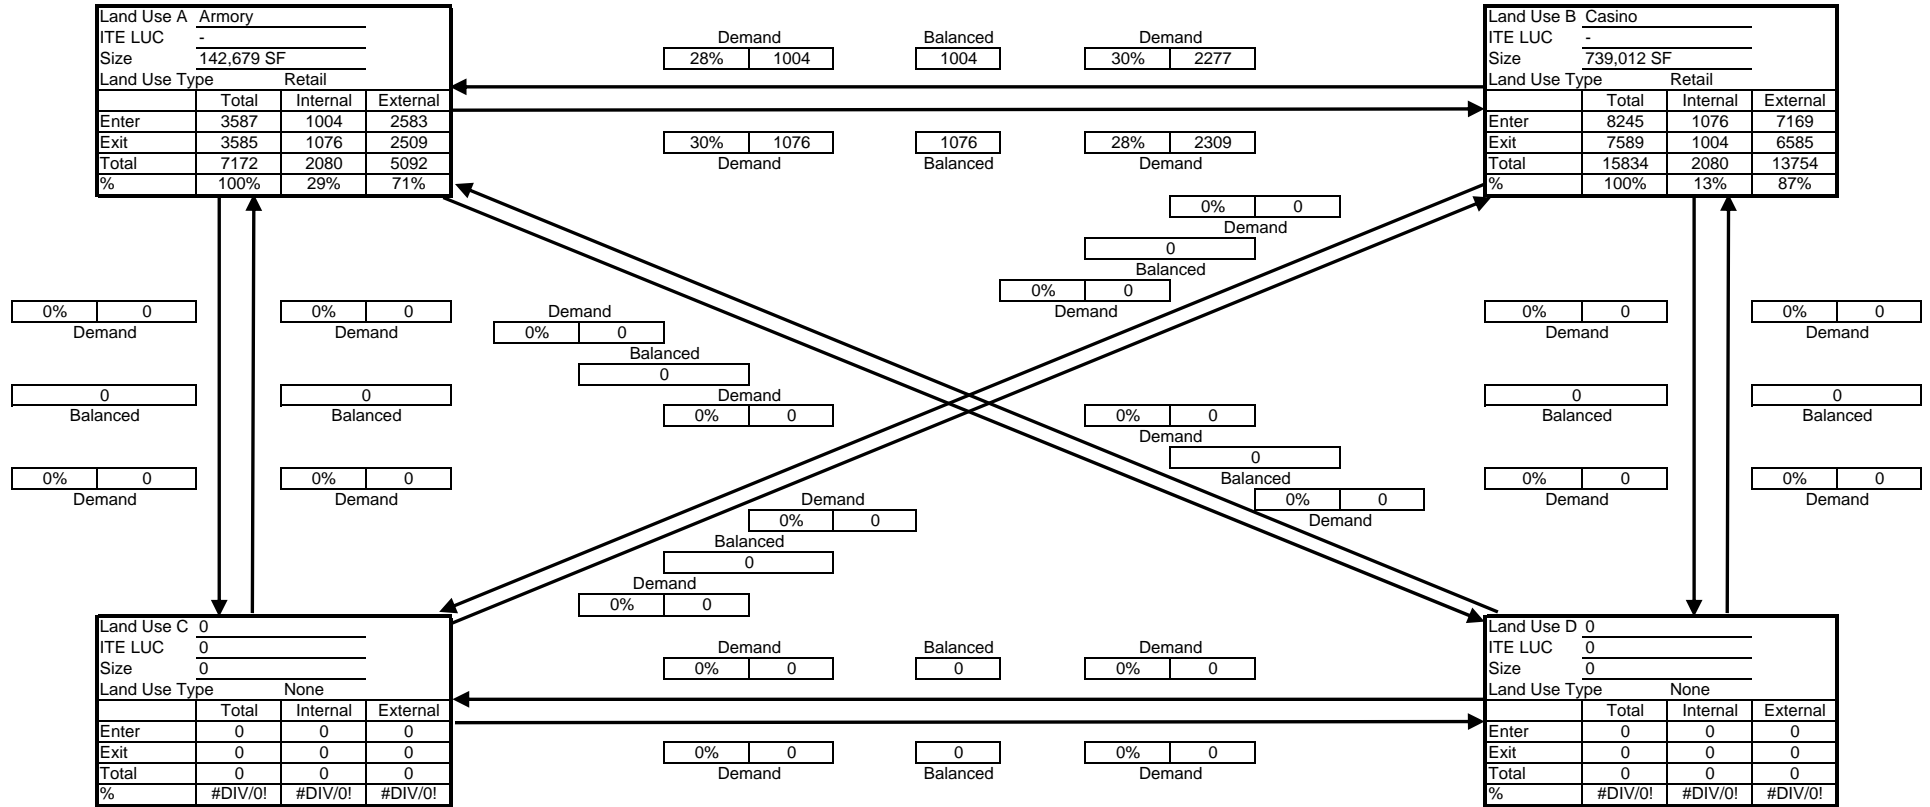 Land Use A Armory
ITE LUC -
Size 142,679 SF
Land Use Type Retail
Total Internal External
Enter 3587 1004 2583
Exit 3585 1076 2509
Total 7172 2080 5092
% 100% 29% 71%
Demand Balanced Demand
28% 1004 1004 30% 2277
30% 1076 1076 28% 2309
Demand Balanced Demand
Land Use B Casino
ITE LUC -
Size 739,012 SF
Land Use Type Retail
Total Internal External
Enter 8245 1076 7169
Exit 7589 1004 6585
Total 15834 2080 13754
% 100% 13% 87%
0% 0
Demand
0
Balanced
0% 0
Demand
0% 0 0% 0
Demand Demand
0 0
Balanced Balanced
0% 0 0% 0
Demand Demand
Demand
0% 0
Balanced
0
Demand
0% 0
0% 0
Demand
0
Balanced
0% 0
Demand
0% 0 0% 0
Demand Demand
0 0
Balanced Balanced
0% 0 0% 0
Demand Demand
Demand
0% 0
Balanced
0
Demand
0% 0
Land Use C 0
ITE LUC 0
Size 0
Land Use Type None
Total Internal External
Enter 0 0 0
Exit 0 0 0
Total 0 0 0
% #DIV/0! #DIV/0! #DIV/0!
Demand Balanced Demand
0% 0 0 0% 0
0% 0 0 0% 0
Demand Balanced Demand
Land Use D 0
ITE LUC 0
Size 0
Land Use Type None
Total Internal External
Enter 0 0 0
Exit 0 0 0
Total 0 0 0
% #DIV/0! #DIV/0! #DIV/0!